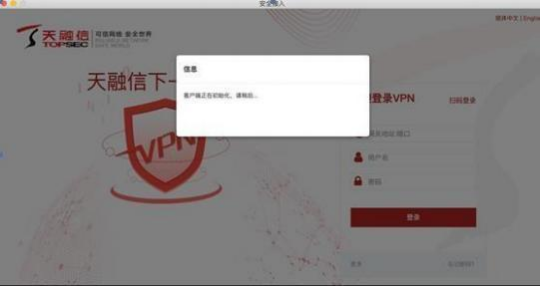 安全接入
简体中文 | English
天融信
TOPSEC
可信网络 安全世界
天融信下一
信息
客户端正在初始化，请稍后...
登录VPN
扫码登录
VPN
用户名
密码
登录